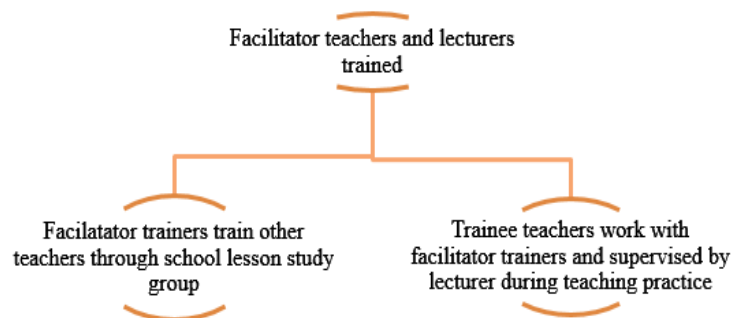 Facilitator teachers and lecturers
trained
Facilatator trainers train other
teachers through school lesson study
group
Trainee teachers work with
facilitator trainers and supervised by
lecturer during teaching practice